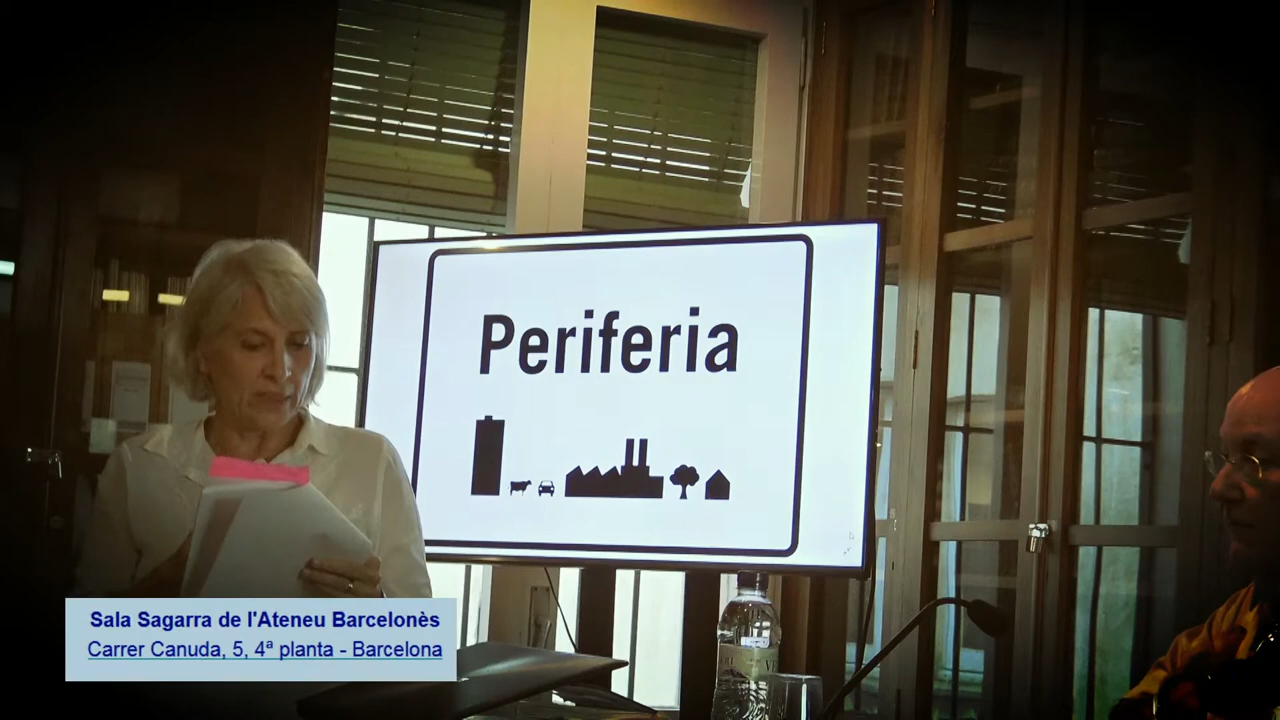 Periferia
Sala Sagarra de l'Ateneu Barcelonès
Carrer Canuda, 5, 4ª planta - Barcelona